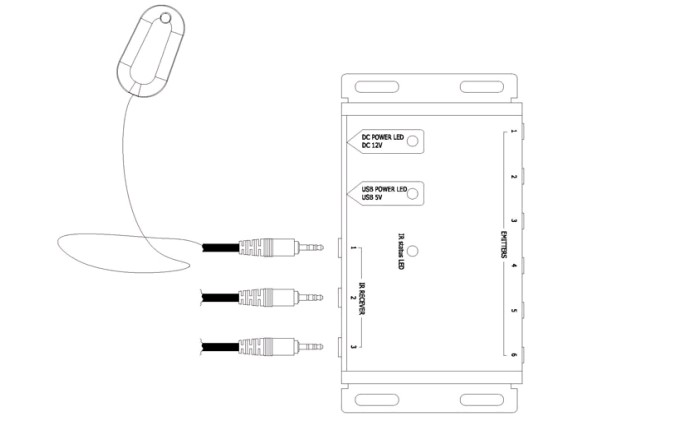 DC POWER LED
DC 12V
USB POWER LED
USB 5V
IR status LED
1
2
3
IR RECEVER
1
2
3
4
5
6
EMITTERS